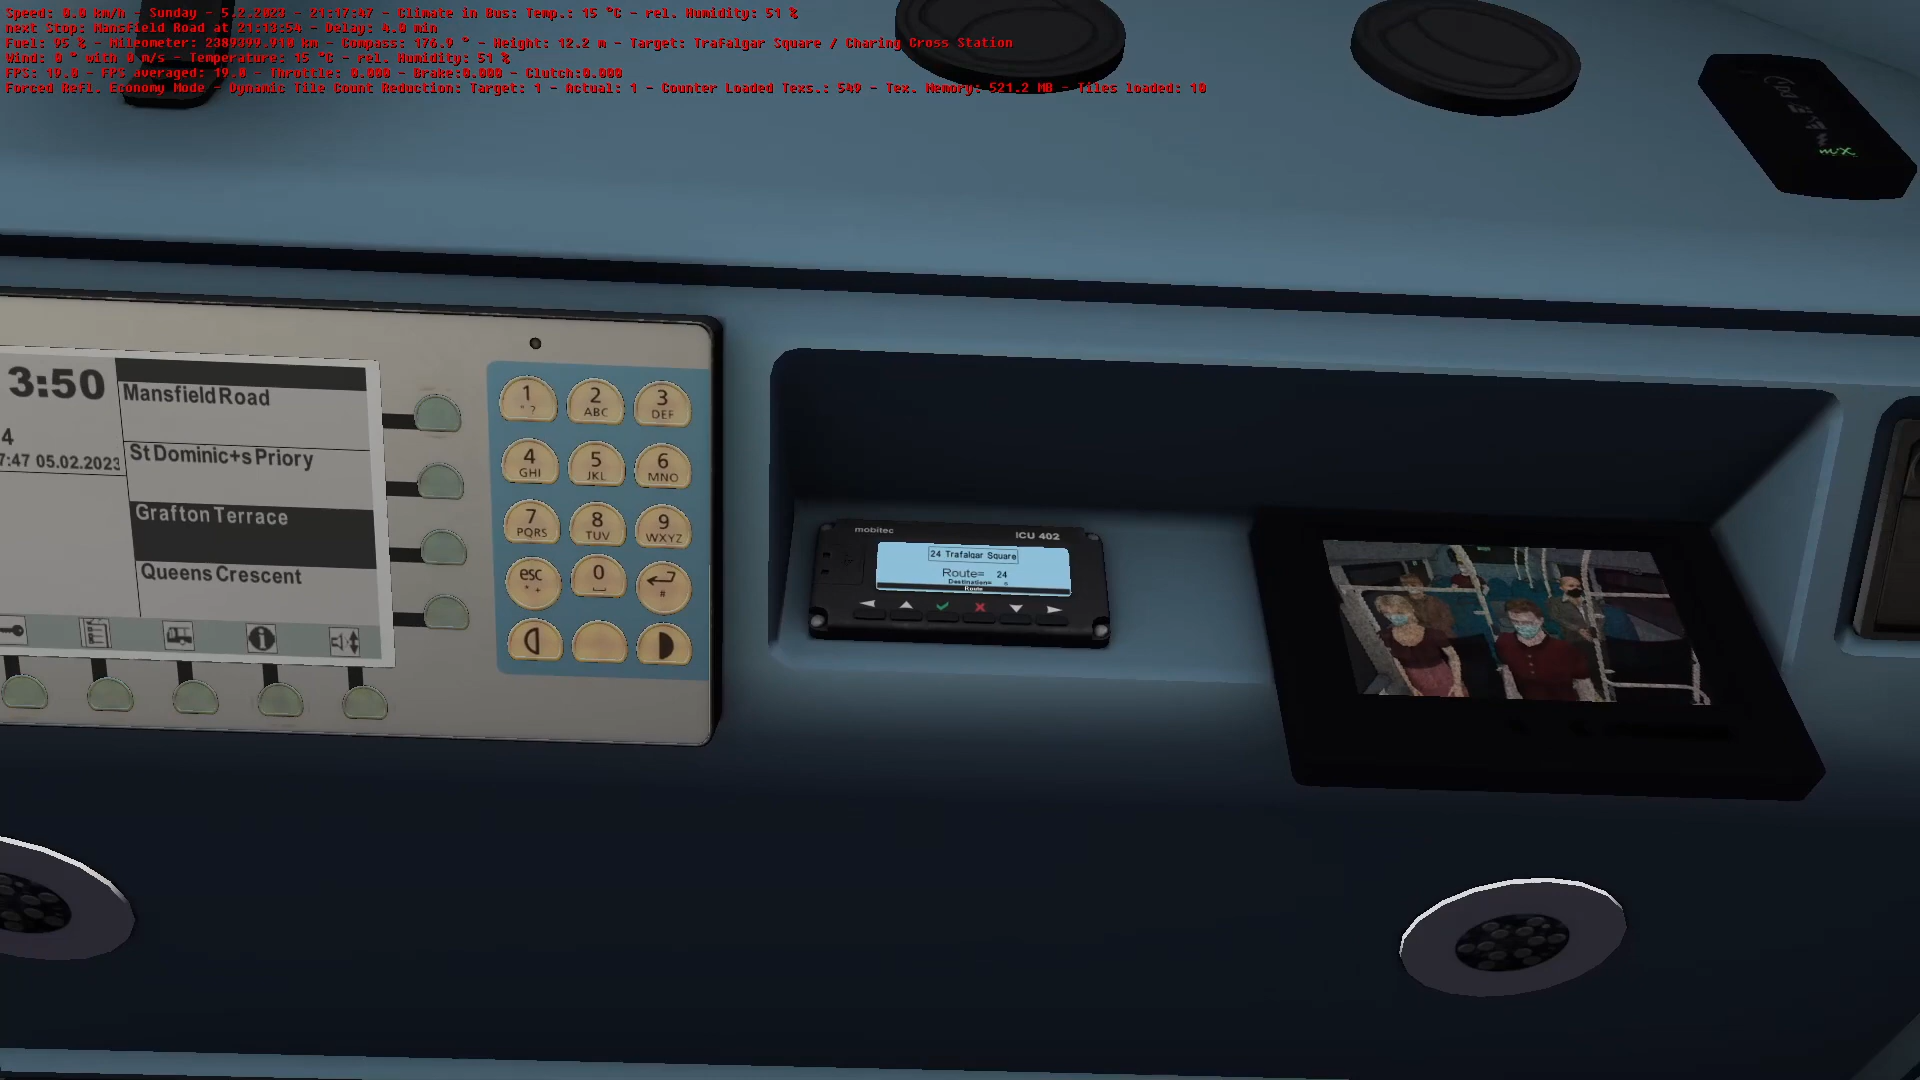 Speed: 0.0 km/h - Sunday - 5.2.2023 - 21:17:47 - Climate in Bus: Temp.: 15 °C - rel. Humidity: 51 %
next Stop: Mansfield Road at 21:13:54 - Delay: 4.0 min
Fuel: 95 % - Mileometer: 2389399.910 km - Compass: 176.9 ° - Height: 12.2 m - Target: Trafalgar Square / Charing Cross Station
Wind: 0 ° with 0 m/s - Temperature: 15 °C - rel. Humidity: 51 %
FPS: 19.0 - FPS averaged: 19.0 - Throttle: 0.000 - Brake:0.000 - Clutch:0.000
Forced Refl. Economy Mode - Dynamic Tile Count Reduction: Target: 1 - Actual: 1 - Counter Loaded Texs.: 549 - Tex. Memory: 521.2 MB - Tiles loaded: 10
3:50
4
7:47 05.02.2023
Mansfield Road
St Dominic+s Priory
Grafton Terrace
Queens Crescent
1 " ?
2 ABC
3 DEF
4 GHI
5 JKL
6 MNO
7 PQRS
8 TUV
9 WXYZ
esc * +
0
#
mobitec
ICU 402
24 Trafalgar Square
Route= 24
Destination=
Route